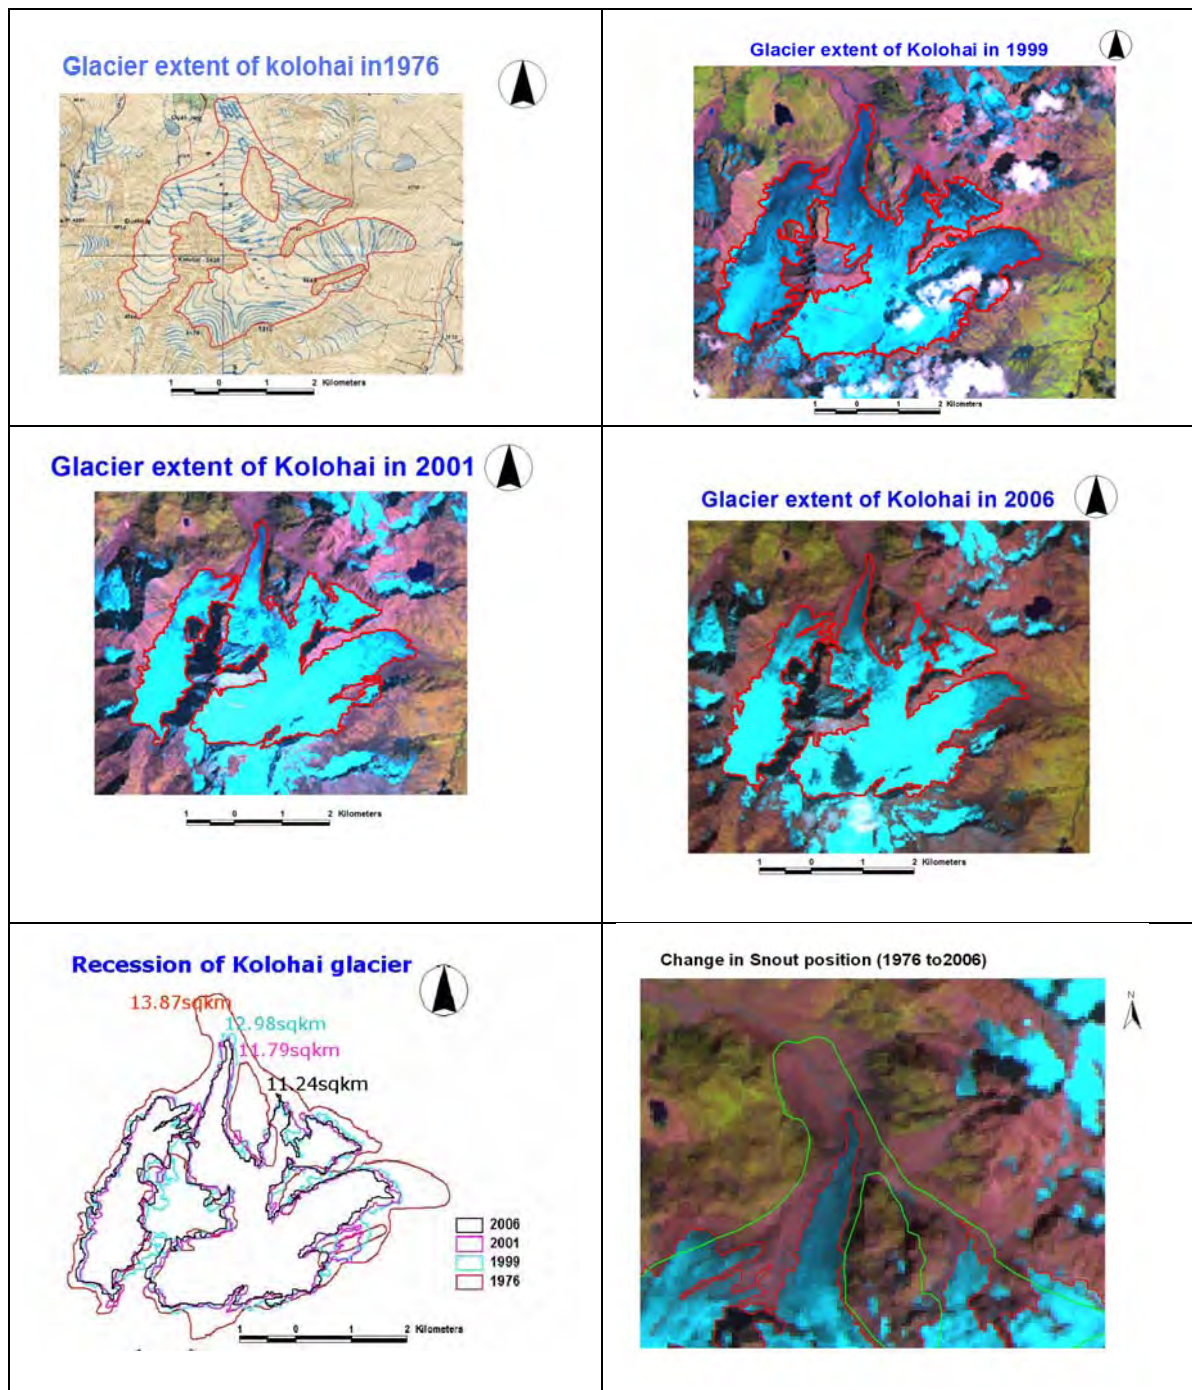 Glacier extent of kolohai in1976
1 0 1 2 Kilometers
Glacier extent of Kolohai in 1999
1 0 1 2 Kilometers
Glacier extent of Kolohai in 2001
1 0 1 2 Kilometers
Glacier extent of Kolohai in 2006
1 0 1 2 Kilometers
Recession of Kolohai glacier
13.87sqkm
12.98sqkm
11.79sqkm
11.24sqkm
2006
2001
1999
1976
1 0 1 2 Kilometers
Change in Snout position (1976 to2006)
N